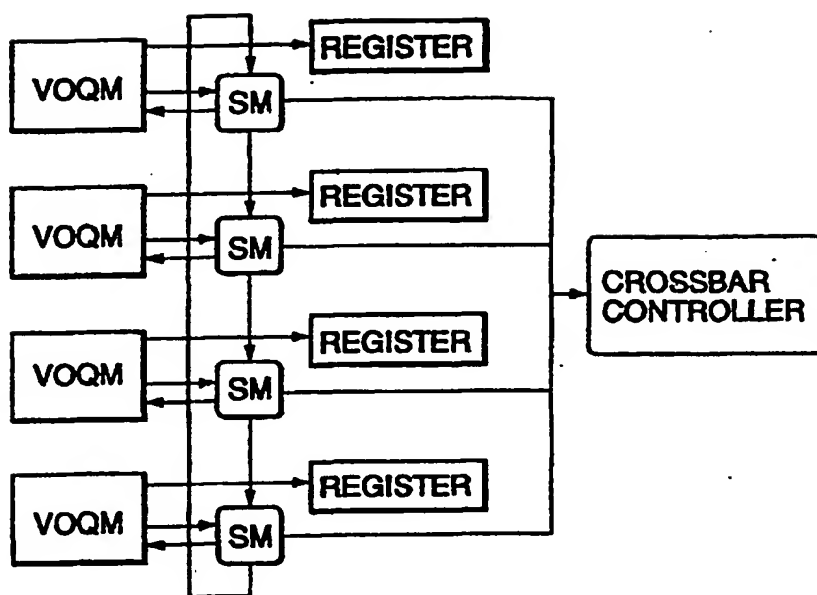 REGISTER
VOQM
SM
REGISTER
VOQM
SM
CROSSBAR
CONTROLLER
REGISTER
VOQM
SM
REGISTER
VOQM
SM